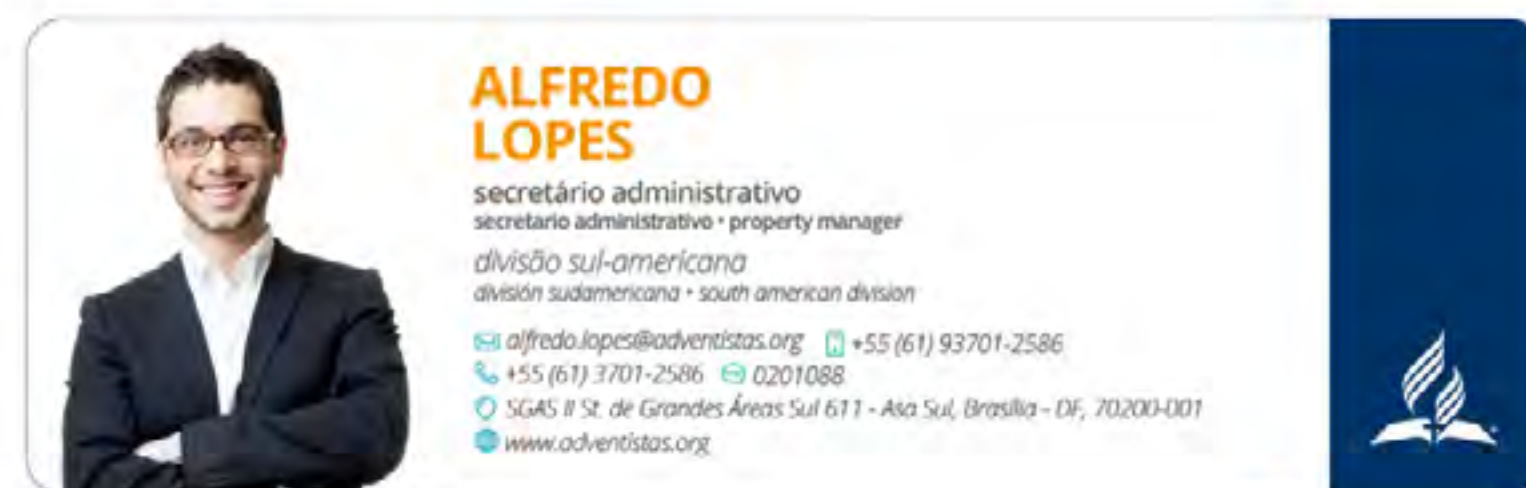 ALFREDO
LOPES
secretário administrativo
secretario administrativo • property manager
divisão sul-americana
división sudamericana • south american division
alfredo.lopes@adventistas.org +55 (61) 93701-2586
+55 (61) 3701-2586 0201088
SGAS II St. de Grandes Áreas Sul 611 - Asa Sul, Brasília - DF, 70200-001
www.adventistas.org